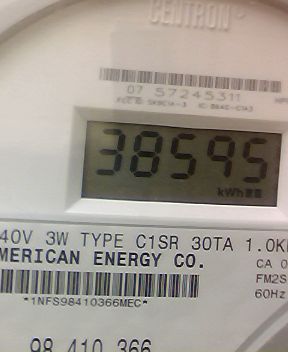 CENTRON
07 57245311
38595
kWh
40V 3W TYPE C1SR 30TA 1.0K
MERICAN ENERGY CO.
CA 0
FM2S
60Hz
*1NFS98410366MEC*
98 410 366